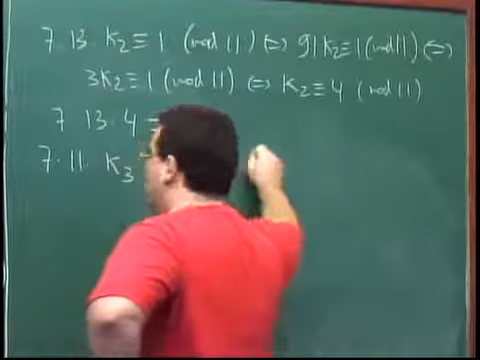 7 · 13 · k₂ ≡ 1 (mod 11) ⇔ 91 k₂ ≡ 1 (mod 11) ⇔
3k₂ ≡ 1 (mod 11) ⇔ k₂ ≡ 4 (mod 11)
7 13 · 4 ≡
7 · 11 · k₃